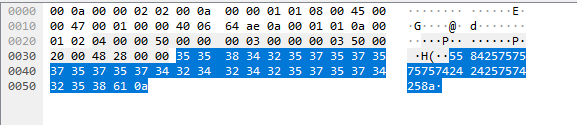 0000 00 0a 00 00 02 02 00 0a 00 00 01 01 08 00 45 00 ········ ······E·
0010 00 47 00 01 00 00 40 06 64 ae 0a 00 01 01 0a 00 ·G····@· d·······
0020 01 02 04 00 00 50 00 00 00 03 00 00 00 03 50 00 ·····P·· ······P·
0030 20 00 48 28 00 00 35 35 38 34 32 35 37 35 37 35 ·H(··55 84257575
0040 37 35 37 35 37 34 32 34 32 34 32 35 37 35 37 34 75757424 24257574
0050 32 35 38 61 0a 258a·